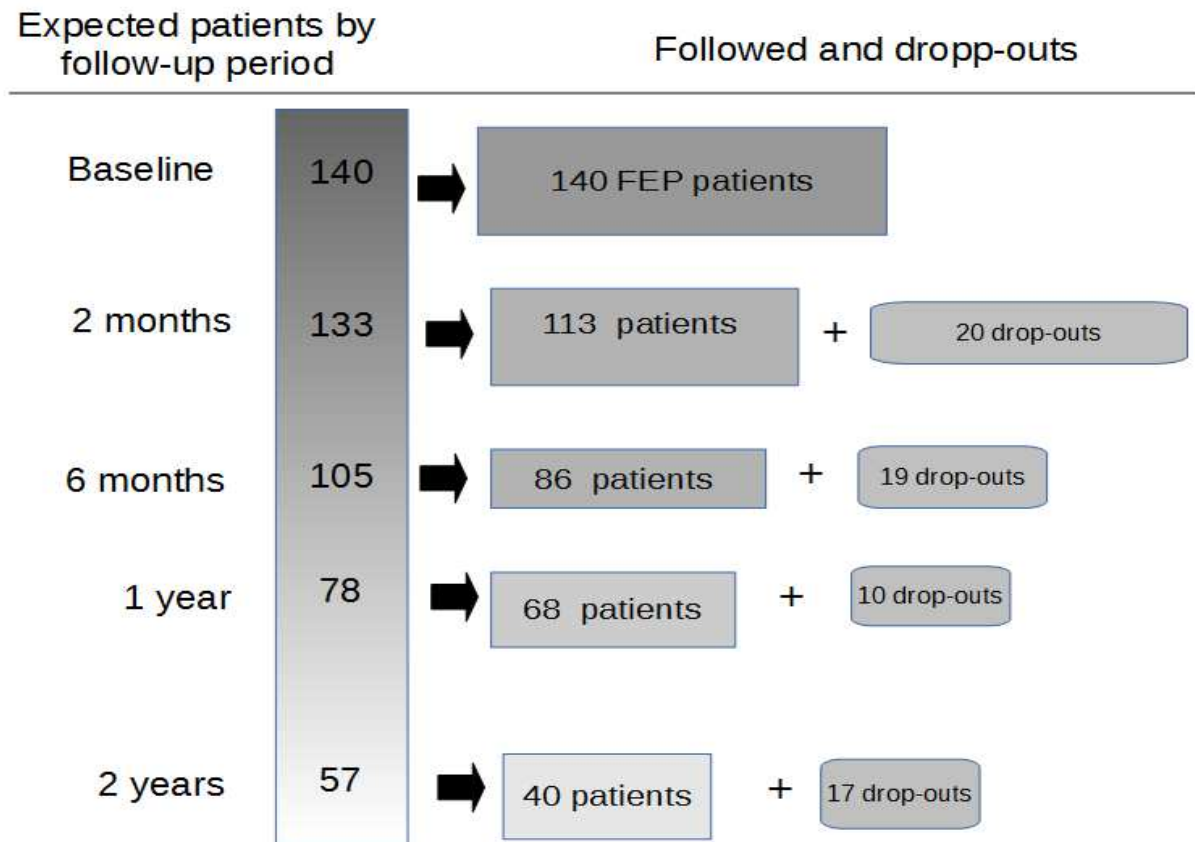 Expected patients by
follow-up period
Followed and dropp-outs
Baseline
140
140 FEP patients
2 months
133
113 patients
+
20 drop-outs
6 months
105
86 patients
+
19 drop-outs
1 year
78
68 patients
+
10 drop-outs
2 years
57
40 patients
+
17 drop-outs